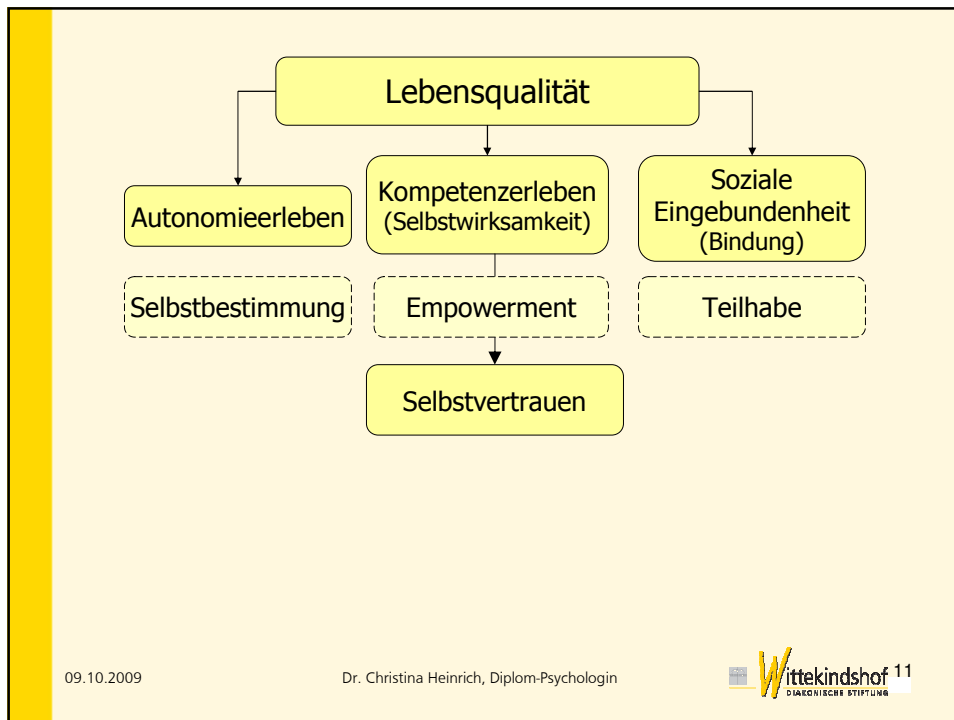 Lebensqualität
Autonomieerleben
Kompetenzerleben
(Selbstwirksamkeit)
Soziale
Eingebundenheit
(Bindung)
Selbstbestimmung
Empowerment
Teilhabe
Selbstvertrauen
09.10.2009
Dr. Christina Heinrich, Diplom-Psychologin
Wittekindshof
DIAKONISCHE STIFTUNG
11